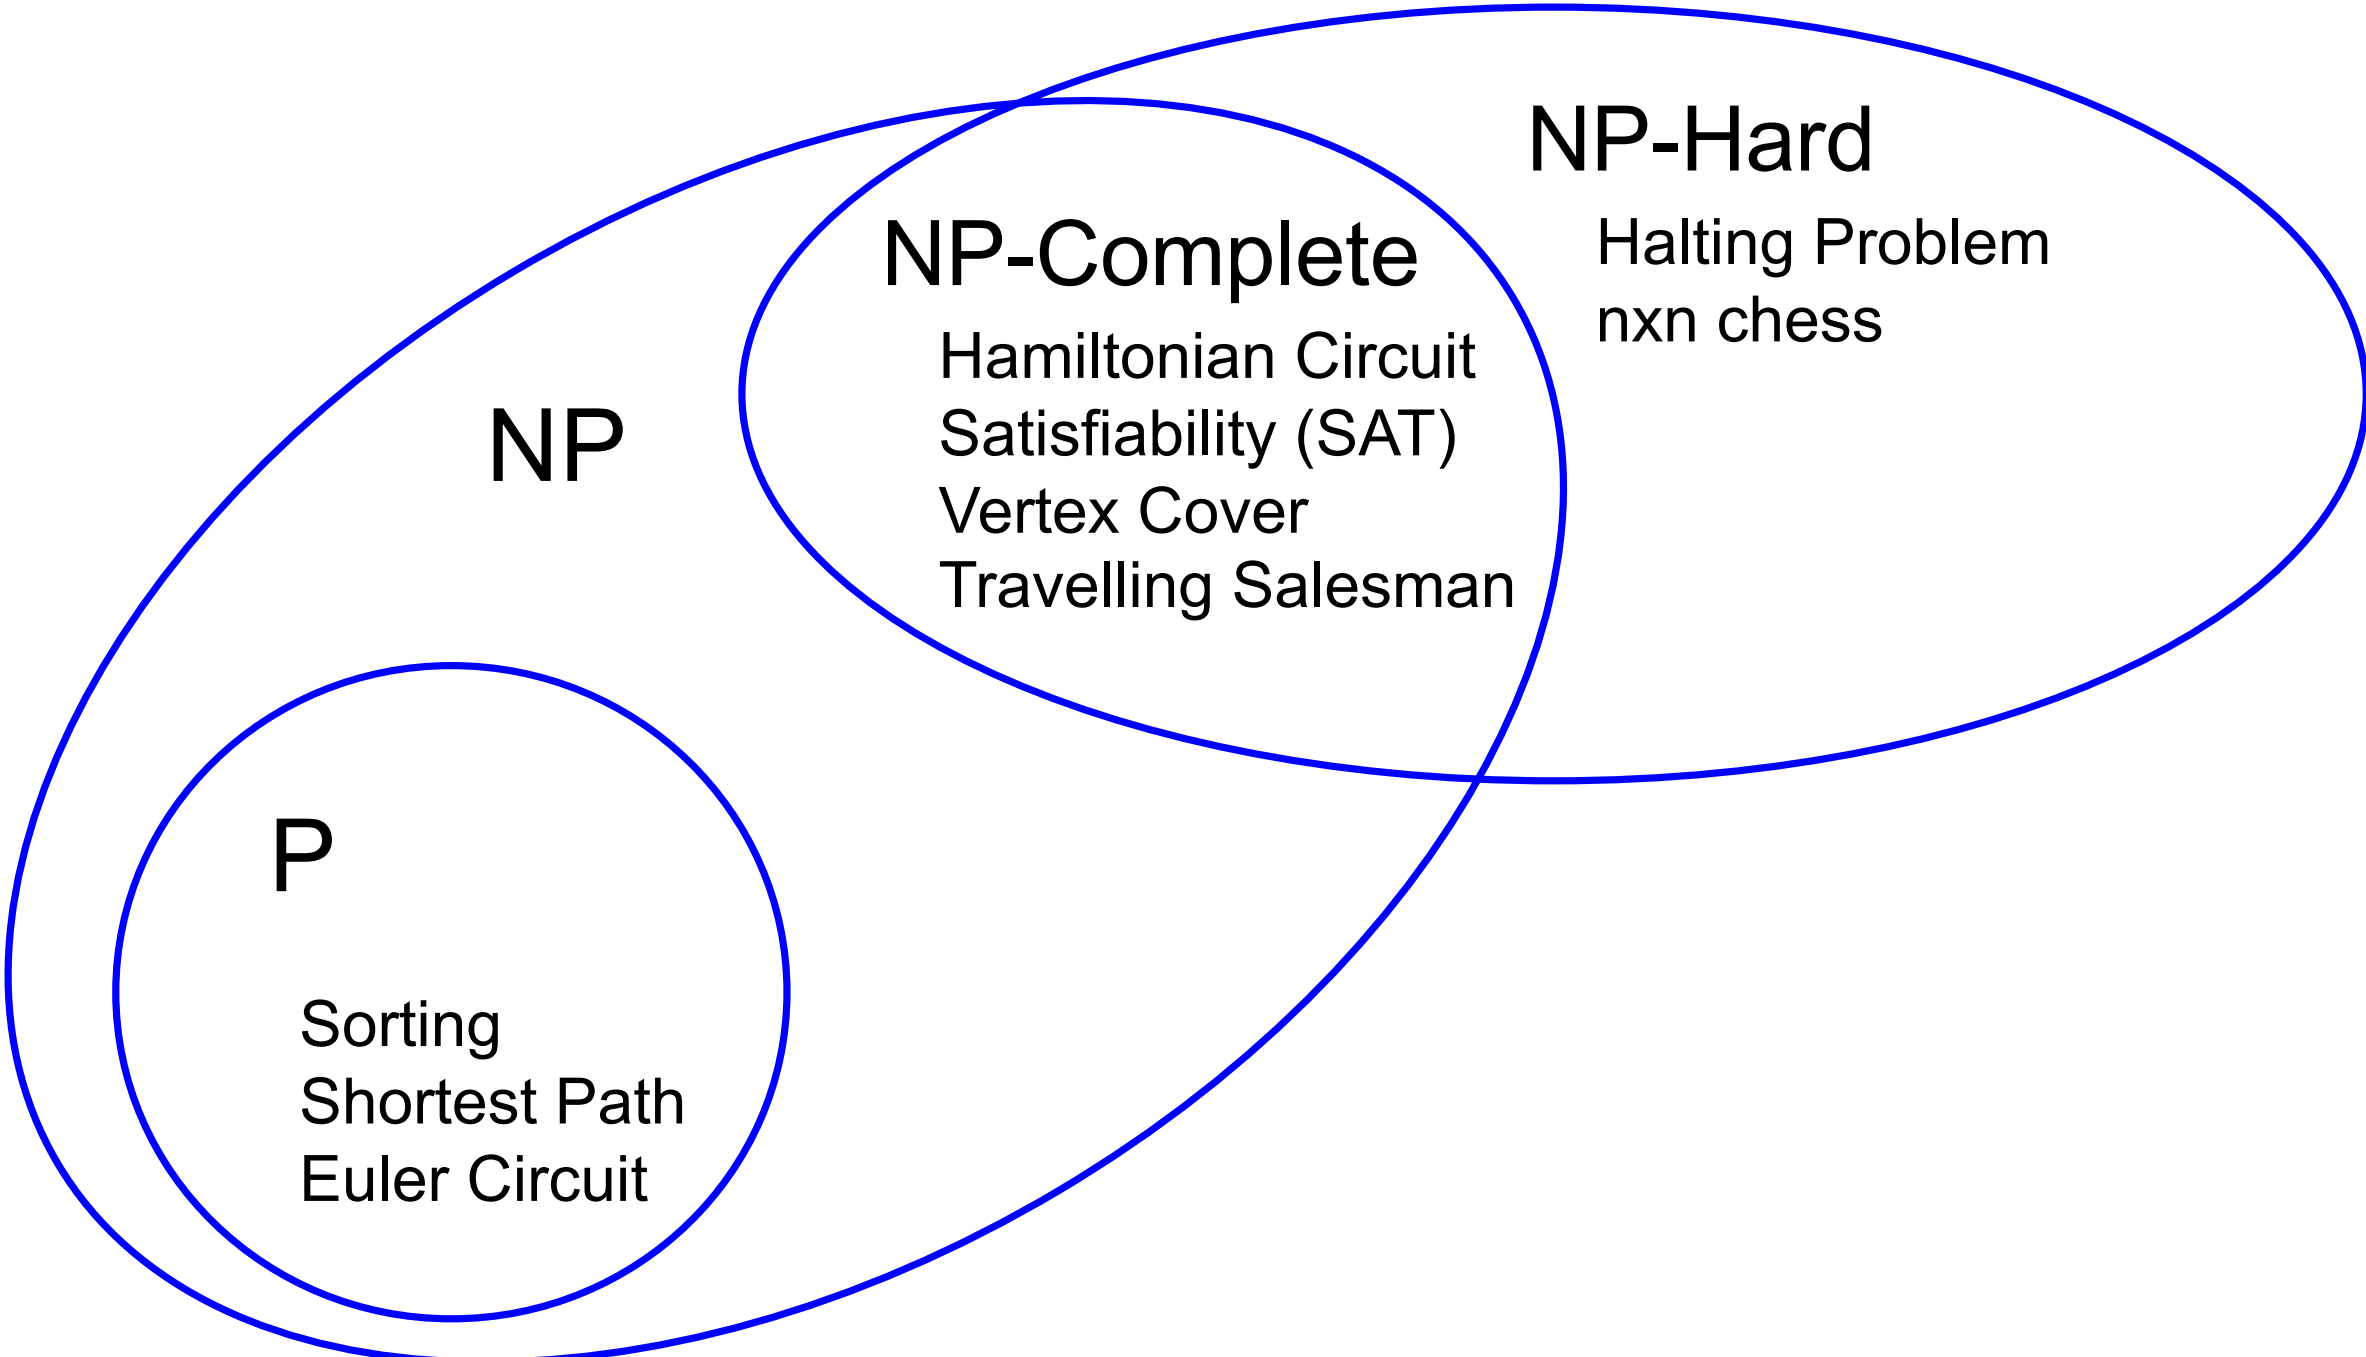 NP-Hard
Halting Problem
nxn chess
NP-Complete
Hamiltonian Circuit
Satisfiability (SAT)
Vertex Cover
Travelling Salesman
NP
P
Sorting
Shortest Path
Euler Circuit